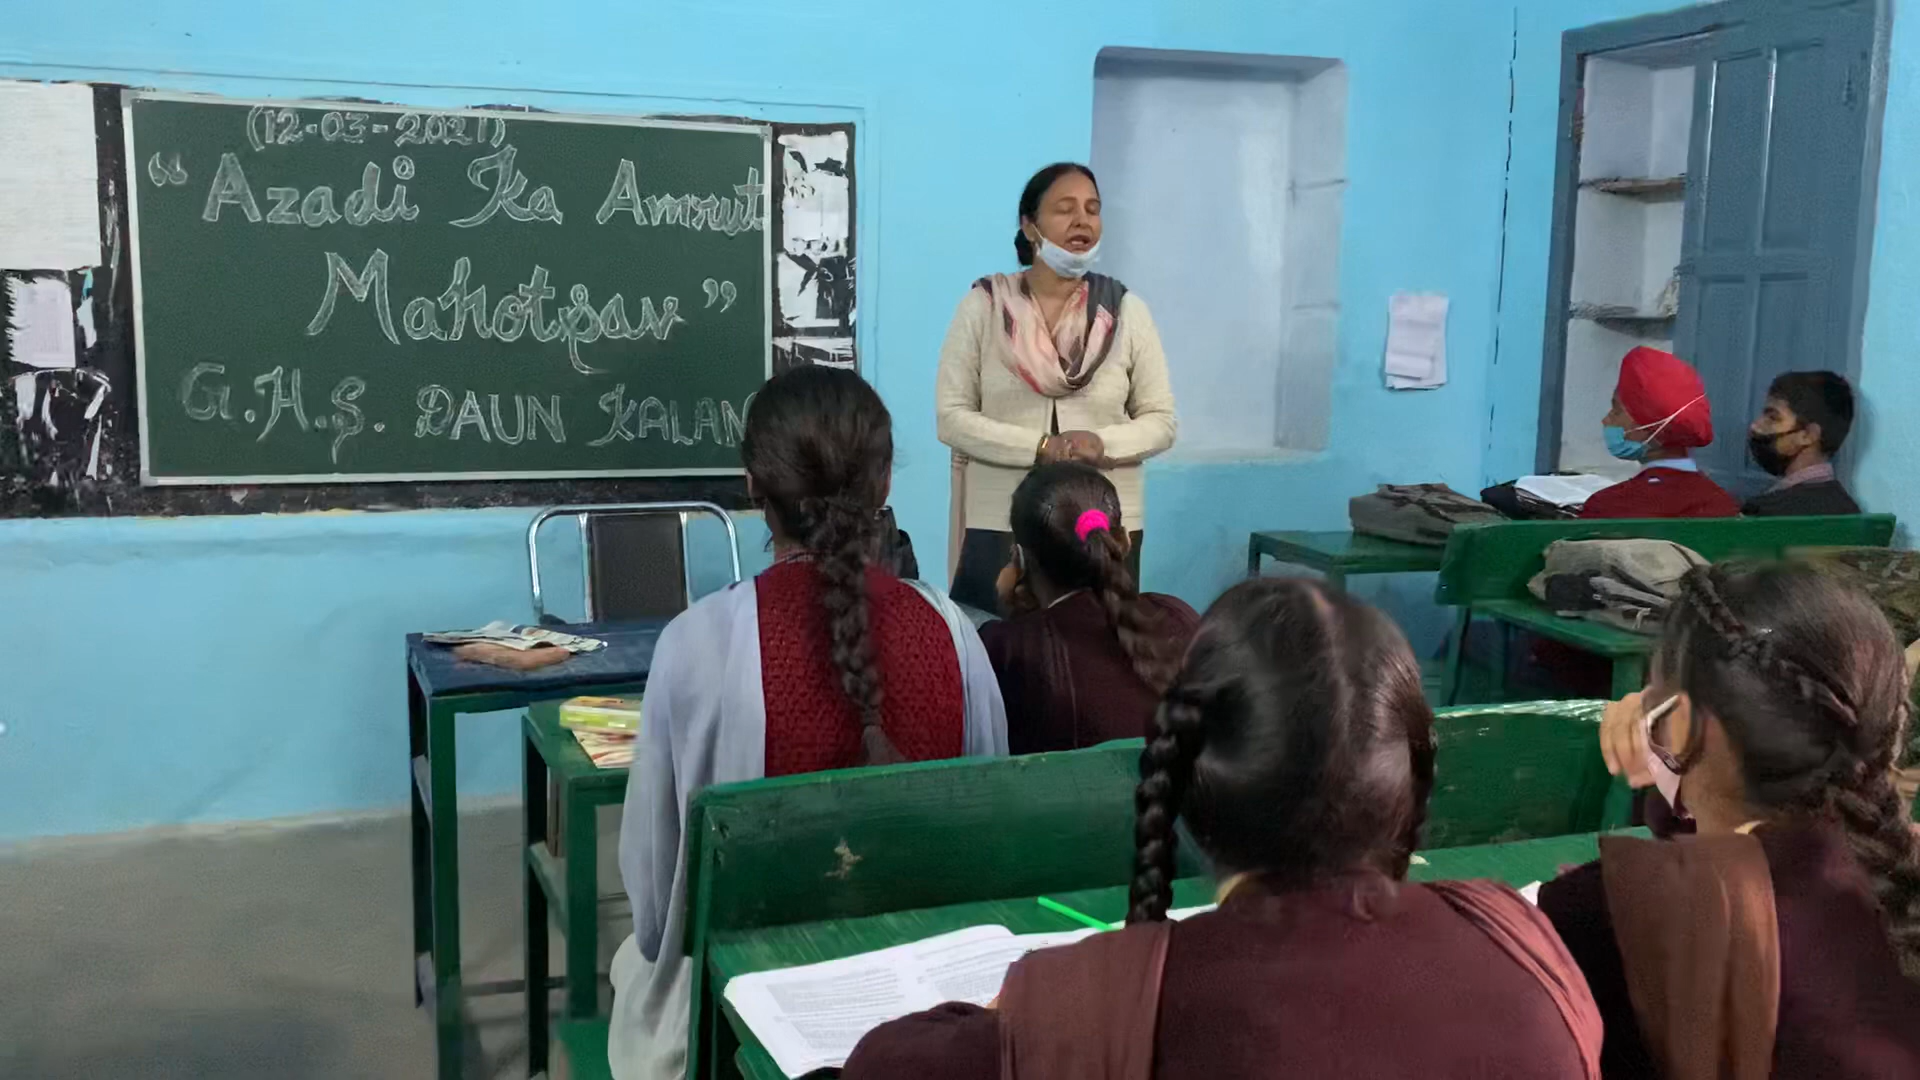 (12-03-2021)
“Azadi Ka Amrut
Mahotsav”
G.H.S. DAUN KALAN